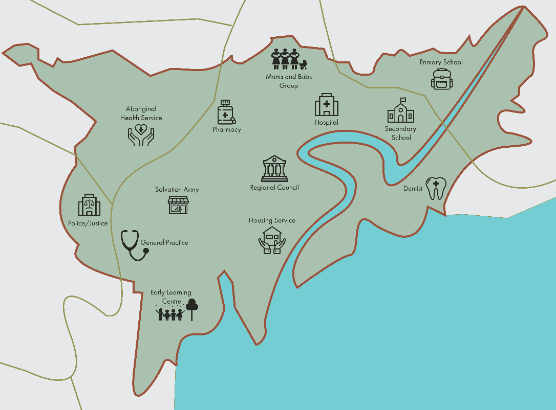 Primary School
Mums and Bubs
Group
Aboriginal
Health Service
Pharmacy
Hospital
Secondary
School
Salvation Army
Regional Council
Dentist
Police/Justice
Housing Service
General Practice
Early Learning
Centre